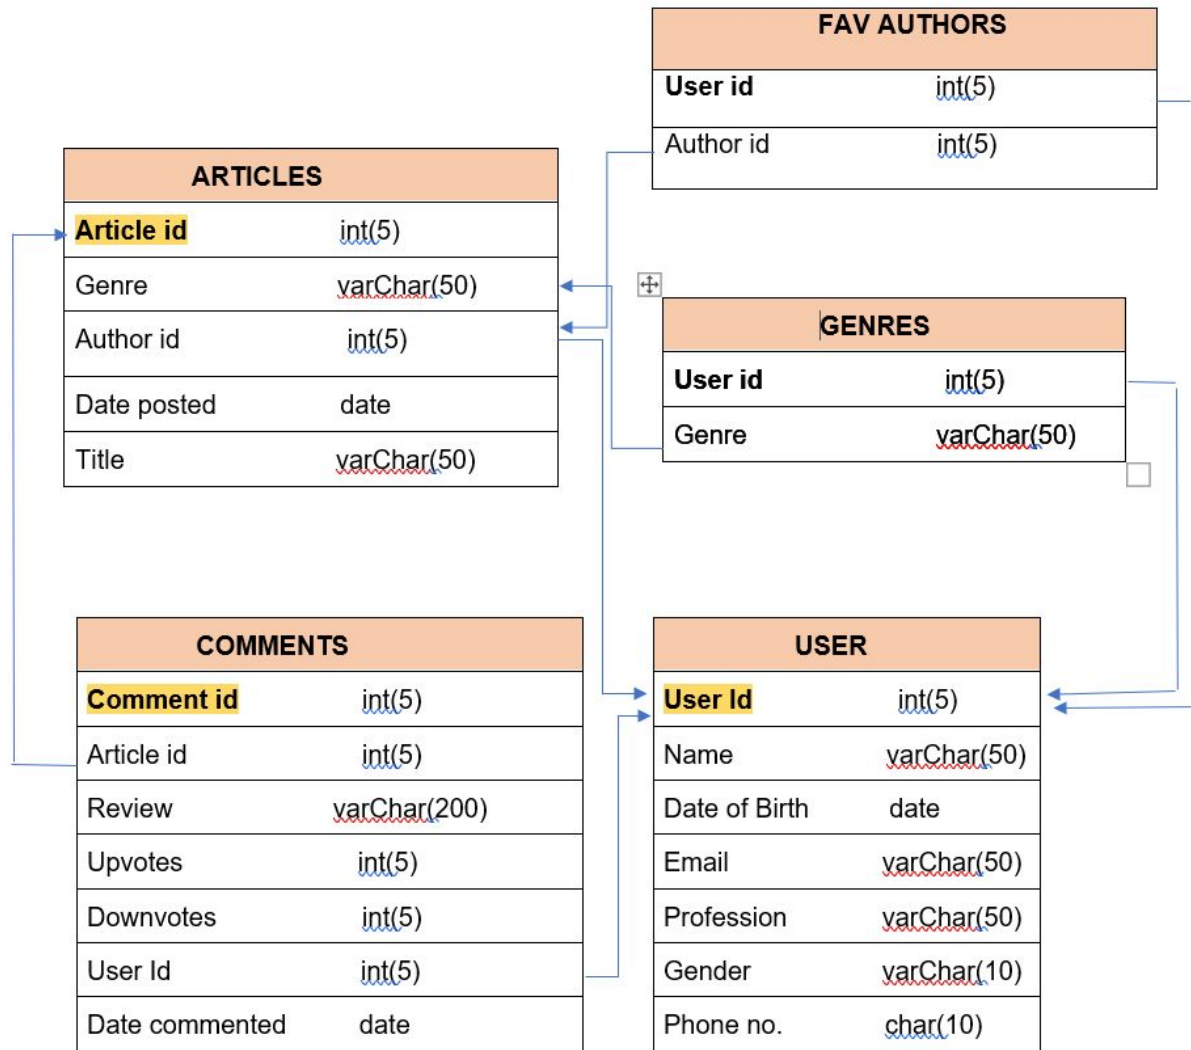 FAV AUTHORS
User id int(5)
Author id int(5)
ARTICLES
Article id int(5)
Genre varChar(50)
Author id int(5)
Date posted date
Title varChar(50)
GENRES
User id int(5)
Genre varChar(50)
COMMENTS
Comment id int(5)
Article id int(5)
Review varChar(200)
Upvotes int(5)
Downvotes int(5)
User Id int(5)
Date commented date
USER
User Id int(5)
Name varChar(50)
Date of Birth date
Email varChar(50)
Profession varChar(50)
Gender varChar(10)
Phone no. char(10)